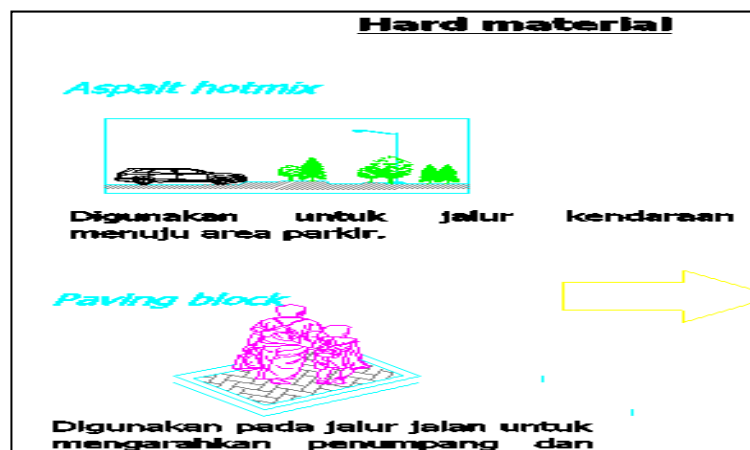 Hard material
Aspalt hotmix
Digunakan untuk jalur kendaraan
menuju area parkir.
Paving block
Digunakan pada jalur jalan untuk
mengarahkan penumpang dan